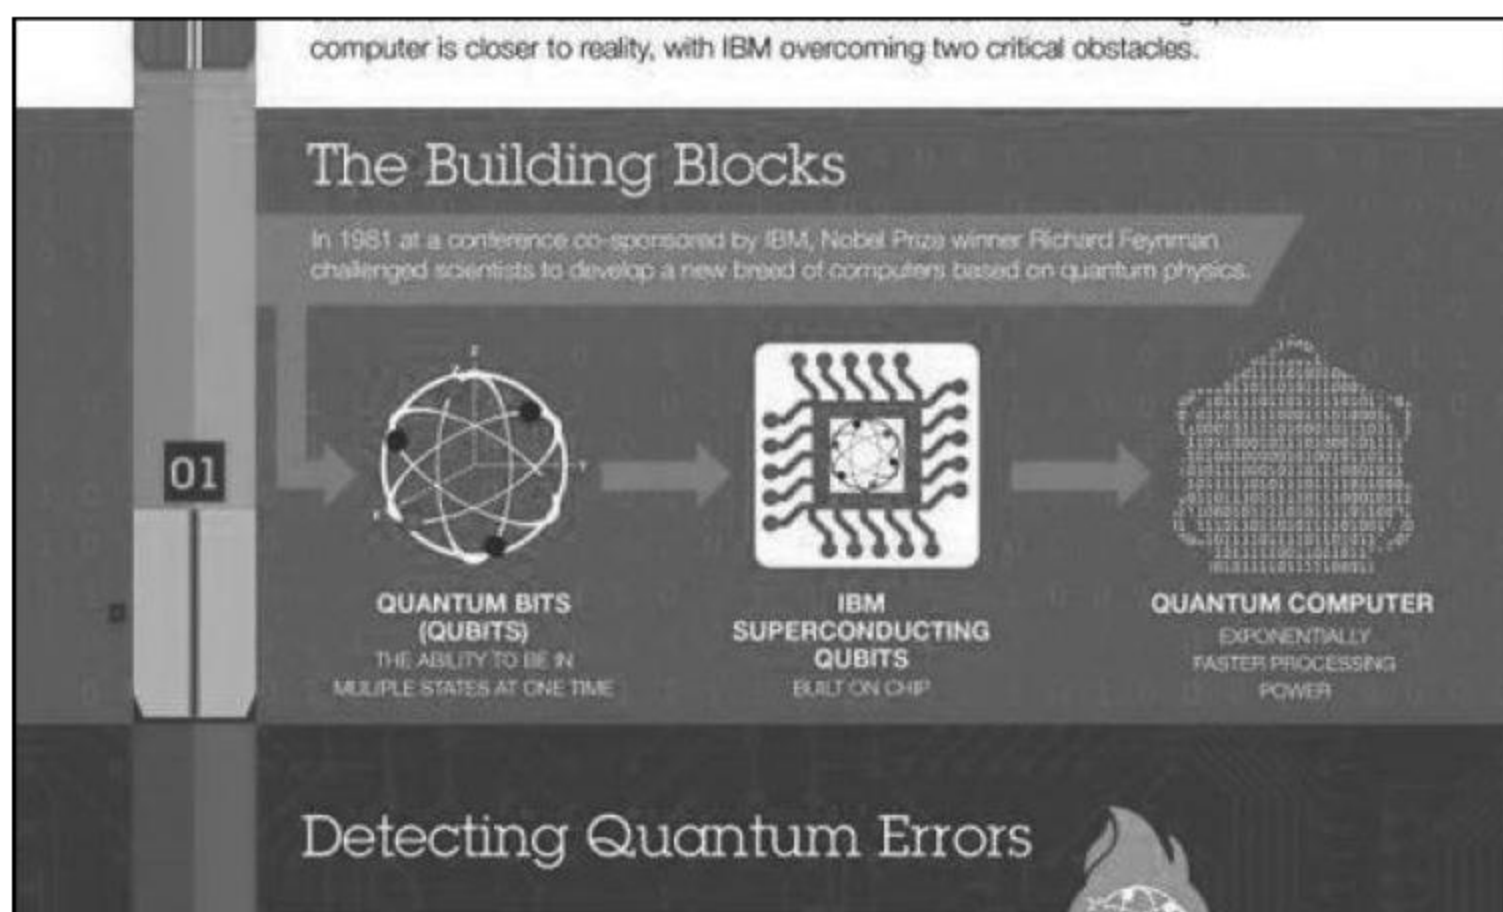 computer is closer to reality, with IBM overcoming two critical obstacles.
The Building Blocks
In 1981 at a conference co-sponsored by IBM, Nobel Prize winner Richard Feynman
challenged scientists to develop a new breed of computers based on quantum physics.
01
QUANTUM BITS
(QUBITS)
THE ABILITY TO BE IN
MULIPLE STATES AT ONE TIME
IBM
SUPERCONDUCTING
QUBITS
BUILT ON CHIP
QUANTUM COMPUTER
EXPONENTIALLY
FASTER PROCESSING
POWER
Detecting Quantum Errors